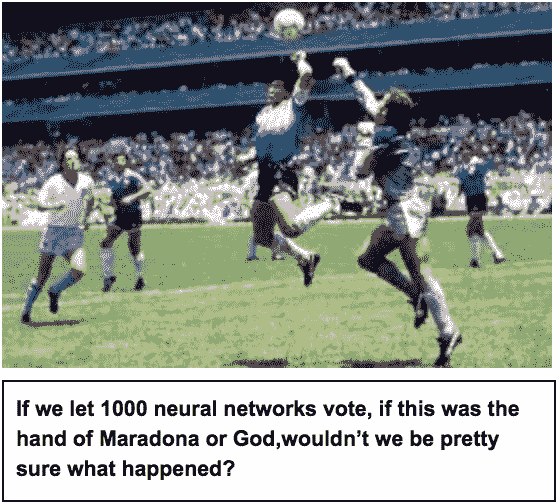 If we let 1000 neural networks vote, if this was the
hand of Maradona or God,wouldn’t we be pretty
sure what happened?